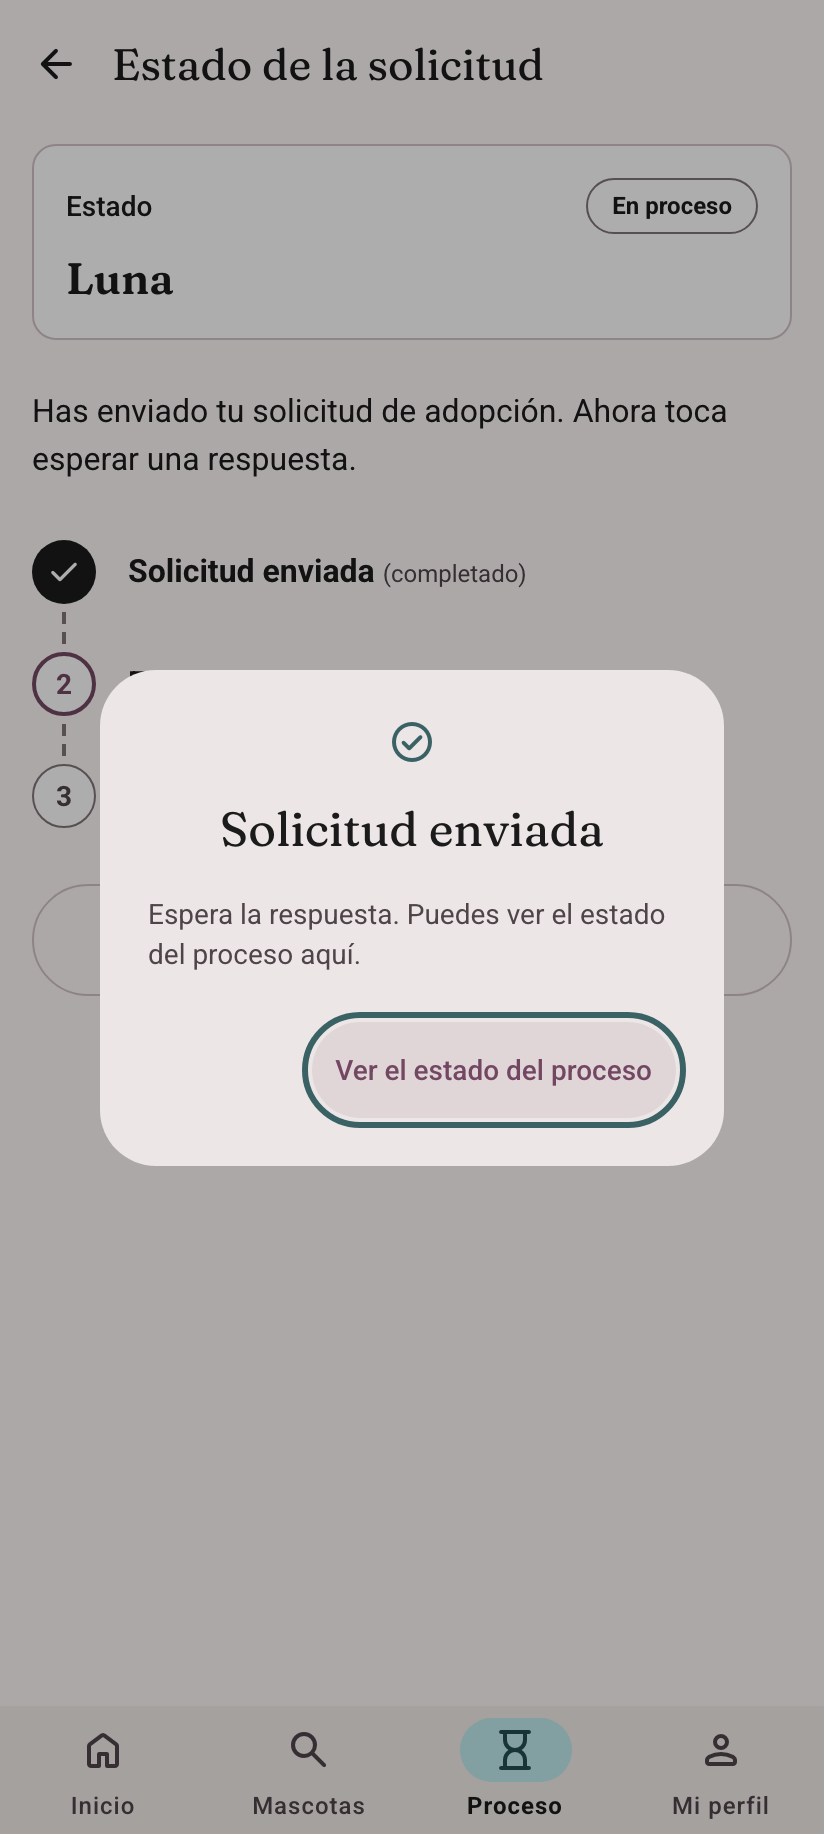 Estado de la solicitud
Estado
En proceso
Luna
Has enviado tu solicitud de adopción. Ahora toca
esperar una respuesta.
Solicitud enviada (completado)
2
3
Solicitud enviada
Espera la respuesta. Puedes ver el estado
del proceso aquí.
Ver el estado del proceso
Inicio
Mascotas
Proceso
Mi perfil